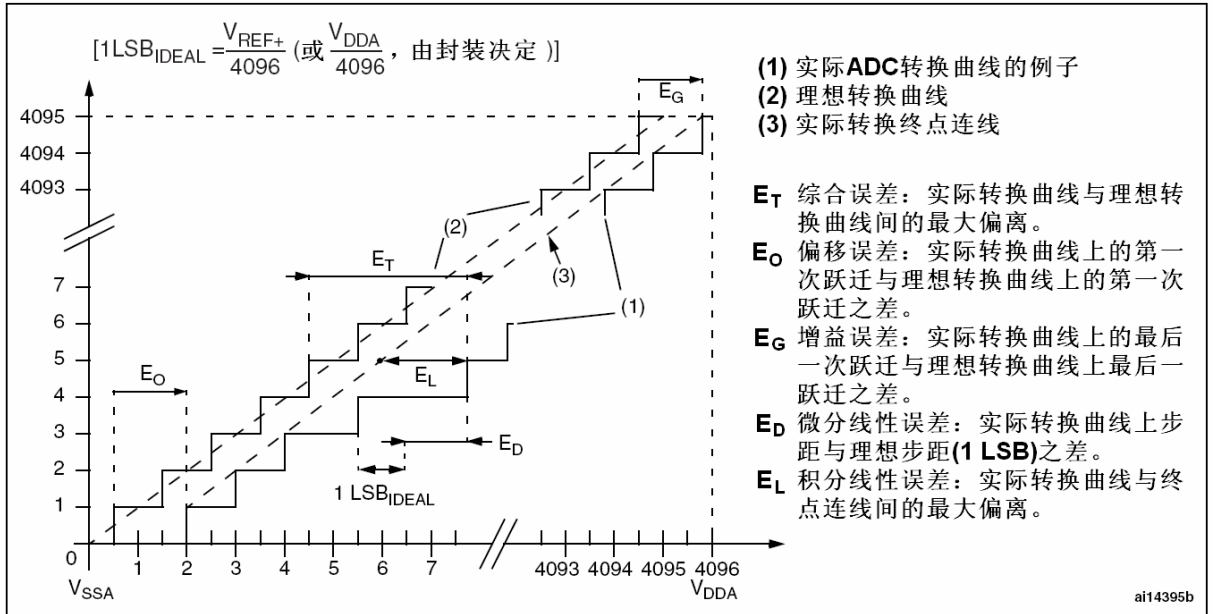 [1LSB_IDEAL = V_REF+ / 4096 (或 V_DDA / 4096 ，由封装决定 )]
(1) 实际ADC转换曲线的例子
(2) 理想转换曲线
(3) 实际转换终点连线
E_T 综合误差：实际转换曲线与理想转
换曲线间的最大偏离。
E_O 偏移误差：实际转换曲线上的第一
次跃迁与理想转换曲线上的第一次
跃迁之差。
E_G 增益误差：实际转换曲线上的最后
一次跃迁与理想转换曲线上最后一
跃迁之差。
E_D 微分线性误差：实际转换曲线上步
距与理想步距(1 LSB)之差。
E_L 积分线性误差：实际转换曲线与终
点连线间的最大偏离。
E_G
4095
4094
4093
(2)
E_T
(3)
7
(1)
6
5
E_O
E_L
4
3
E_D
2
1 LSB_IDEAL
1
0
1 2 3 4 5 6 7 4093 4094 4095 4096
V_SSA
V_DDA
ai14395b